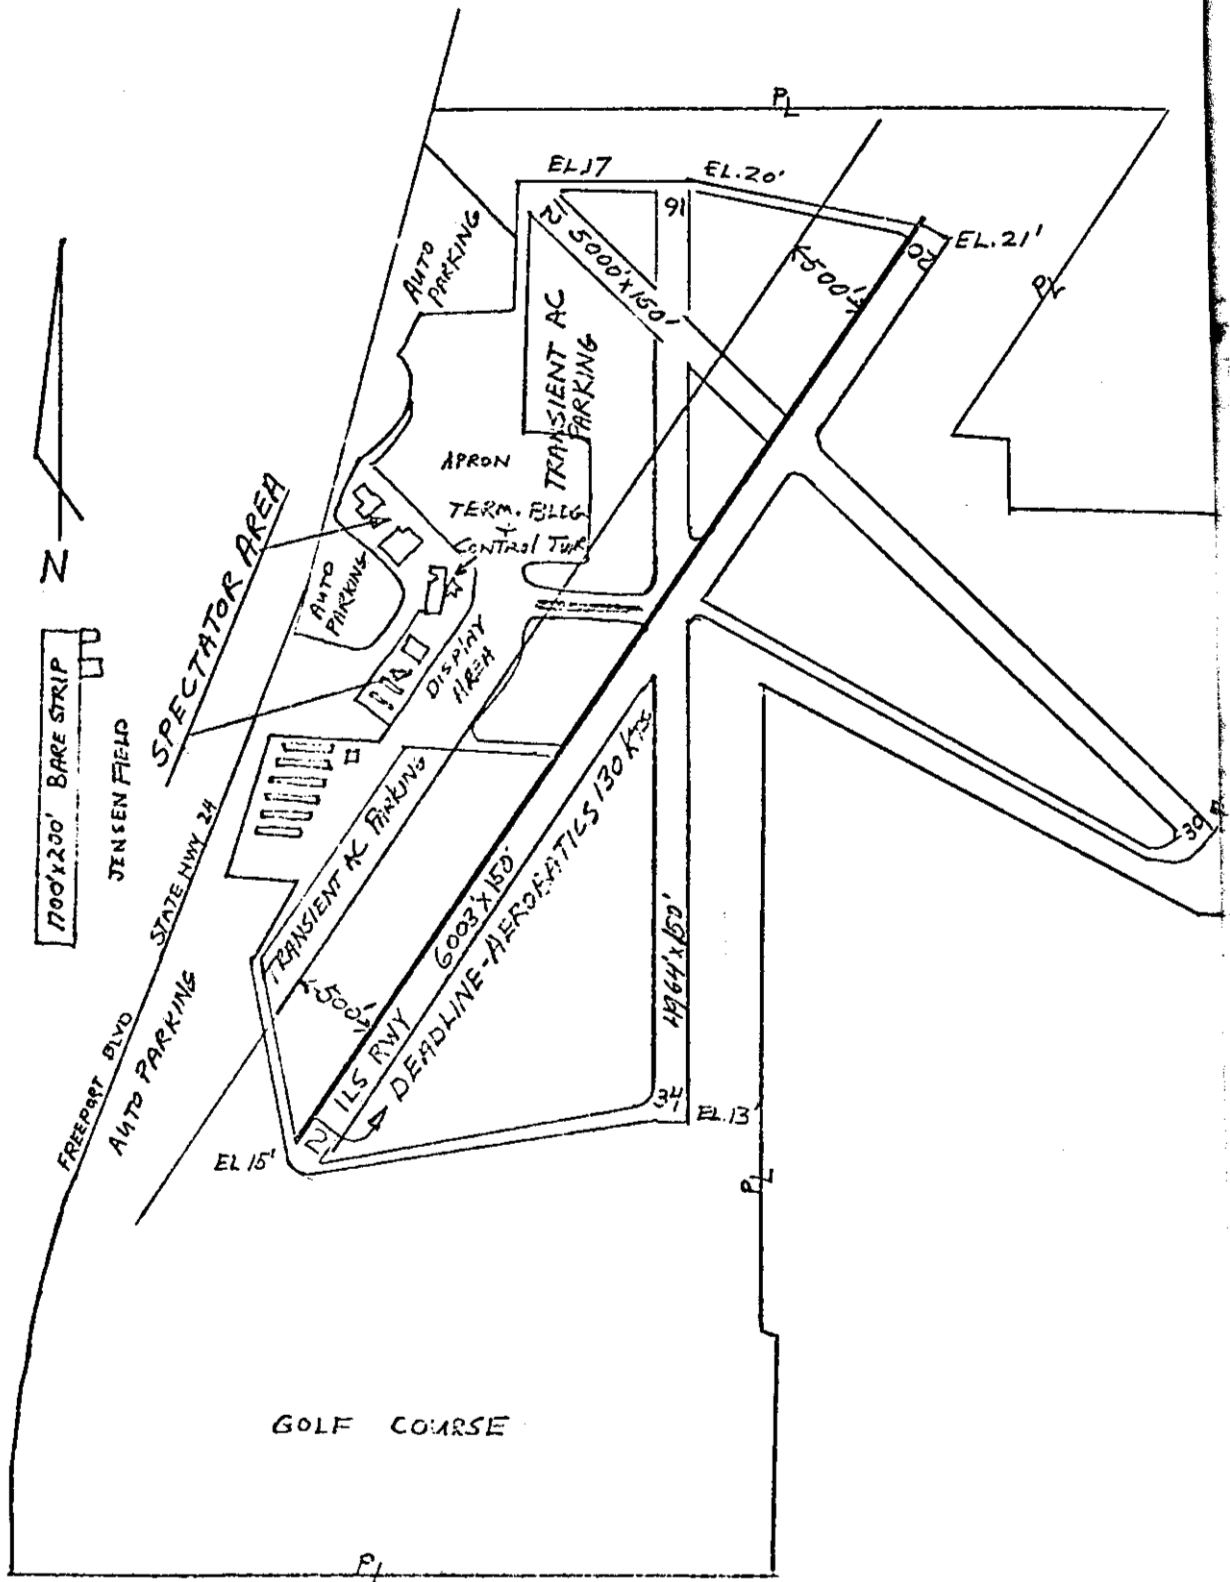 PL
EL.17
EL.20'
16
12
5000'x150'
20
EL.21'
<500'>
PL
AUTO
PARKING
TRANSIENT AC
PARKING
APRON
TERM. BLDG
+
CONTROL TWR
N
SPECTATOR AREA
AUTO
PARKING
DISPLAY
AREA
1700'x200' BARE STRIP
JENSEN FIELD
STATE HWY 24
FREEPORT BLVD
AUTO PARKING
TRANSIENT AC PARKING
<500'>
2
ILS RWY
6003'x150'
DEADLINE-AEROBATICS 130 KTS.
4964'x150'
34
EL.13'
30
EL 15'
PL
GOLF COURSE
PL